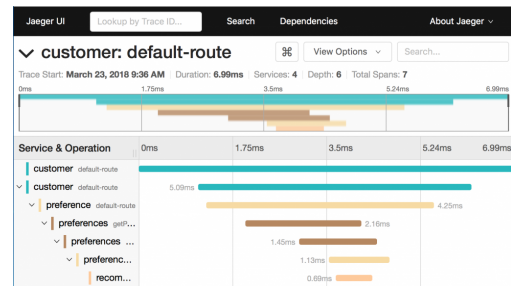 Jaeger UI Lookup by Trace ID... Search Dependencies About Jaeger
customer: default-route ⌘ View Options Search...
Trace Start: March 23, 2018 9:36 AM | Duration: 6.99ms | Services: 4 | Depth: 6 | Total Spans: 7
0ms 1.75ms 3.5ms 5.24ms 6.99ms
Service & Operation 0ms 1.75ms 3.5ms 5.24ms 6.99ms
customer default-route
customer default-route 5.09ms
preference default-route 4.25ms
preferences getP... 2.16ms
preferences ... 1.45ms
preferenc... 1.13ms
recom... 0.69ms